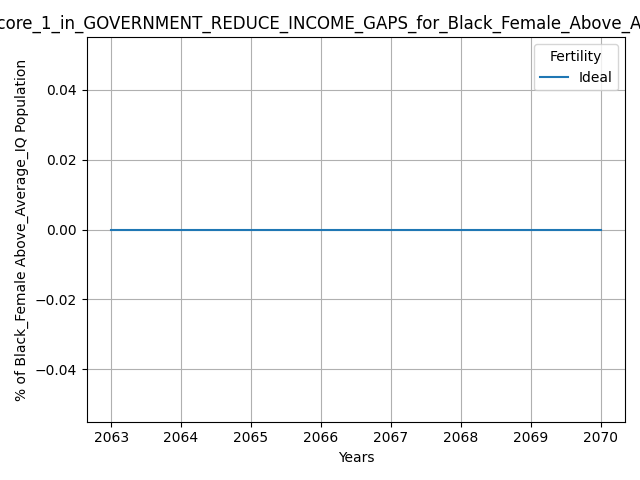 core_1_in_GOVERNMENT_REDUCE_INCOME_GAPS_for_Black_Female_Above_A
Fertility
Ideal
% of Black_Female Above_Average_IQ Population
0.04
0.02
0.00
−0.02
−0.04
2063 2064 2065 2066 2067 2068 2069 2070
Years